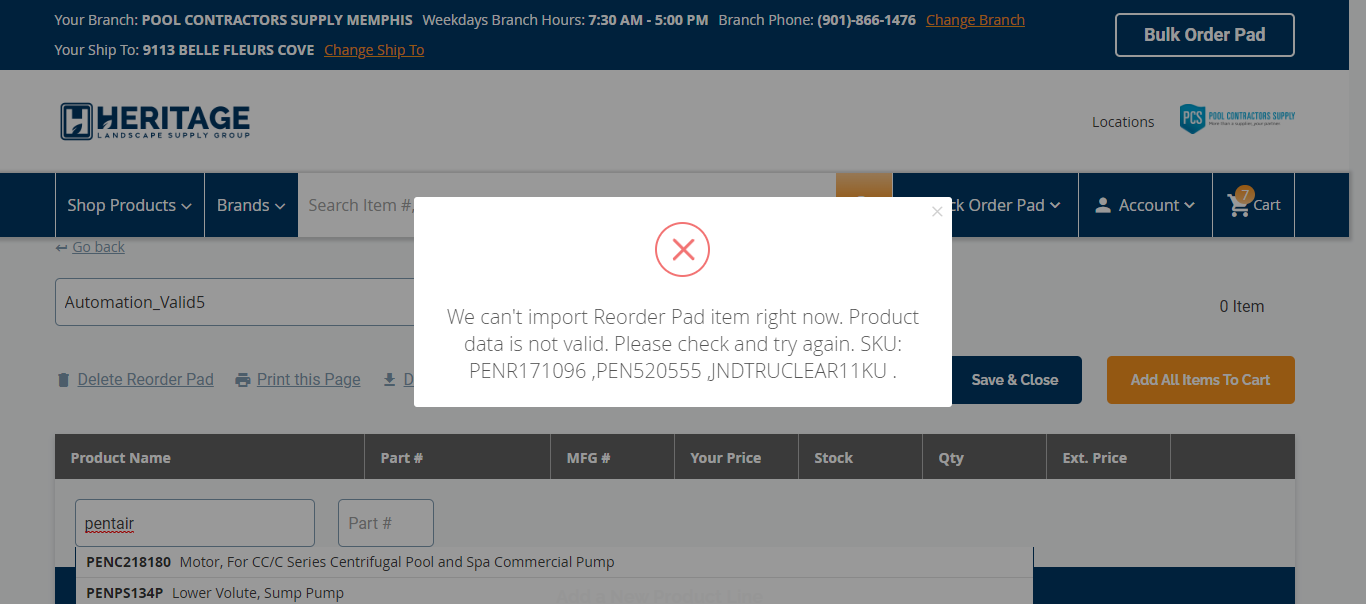 Your Branch: POOL CONTRACTORS SUPPLY MEMPHIS Weekdays Branch Hours: 7:30 AM - 5:00 PM Branch Phone: (901)-866-1476 Change Branch
Your Ship To: 9113 BELLE FLEURS COVE Change Ship To
Bulk Order Pad
HERITAGE
LANDSCAPE SUPPLY GROUP
Locations
PCS POOL CONTRACTORS SUPPLY
More than a supplier, your partner
Shop Products Brands Search Item #, ck Order Pad Account 7 Cart
Go back
Automation_Valid5
0 Item
We can't import Reorder Pad item right now. Product
data is not valid. Please check and try again. SKU:
PENR171096 ,PEN520555 ,JNDTRUCLEAR11KU .
Delete Reorder Pad Print this Page D Save & Close Add All Items To Cart
Product Name Part # MFG # Your Price Stock Qty Ext. Price
pentair Part #
PENC218180 Motor, For CC/C Series Centrifugal Pool and Spa Commercial Pump
PENPS134P Lower Volute, Sump Pump
Add a New Product Line